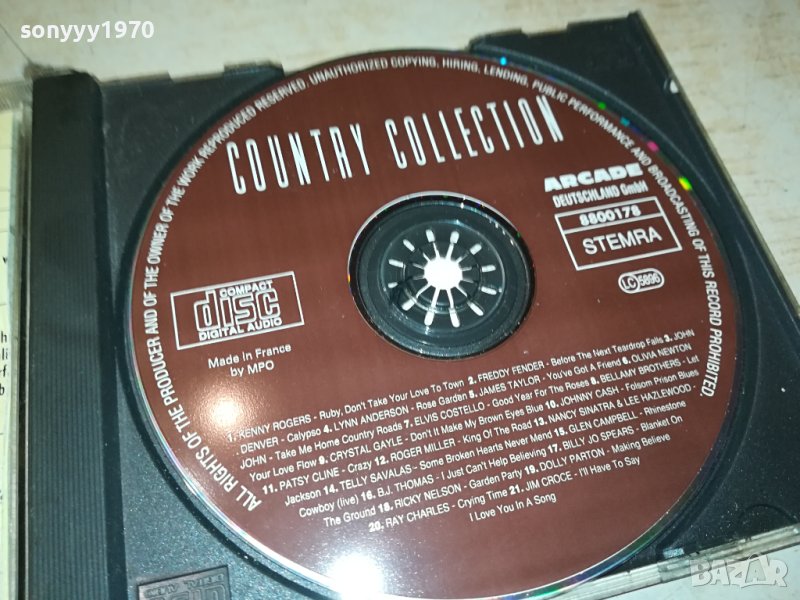 sonyyy1970
ALL RIGHTS OF THE PRODUCER AND OF THE OWNER OF THE WORK REPRODUCED RESERVED. UNAUTHORIZED COPYING, HIRING, LENDING, PUBLIC PERFORMANCE AND BROADCASTING OF THIS RECORD PROHIBITED.
COUNTRY COLLECTION
ARCADE
DEUTSCHLAND GmbH
8800178
STEMRA
LC 5896
COMPACT
disc
DIGITAL AUDIO
Made in France
by MPO
1. KENNY ROGERS - Ruby, Don't Take Your Love To Town 2. FREDDY FENDER - Before The Next Teardrop Falls 3. JOHN
DENVER - Calypso 4. LYNN ANDERSON - Rose Garden 5. JAMES TAYLOR - You've Got A Friend 6. OLIVIA NEWTON
JOHN - Take Me Home Country Roads 7. ELVIS COSTELLO - Good Year For The Roses 8. BELLAMY BROTHERS - Let
Your Love Flow 9. CRYSTAL GAYLE - Don't It Make My Brown Eyes Blue 10. JOHNNY CASH - Folsom Prison Blues
11. PATSY CLINE - Crazy 12. ROGER MILLER - King Of The Road 13. NANCY SINATRA & LEE HAZLEWOOD -
Jackson 14. TELLY SAVALAS - Some Broken Hearts Never Mend 15. GLEN CAMPBELL - Rhinestone
Cowboy (live) 16. B.J. THOMAS - I Just Can't Help Believing 17. BILLY JO SPEARS - Blanket On
The Ground 18. RICKY NELSON - Garden Party 19. DOLLY PARTON - Making Believe
20. RAY CHARLES - Crying Time 21. JIM CROCE - I'll Have To Say
I Love You In A Song
BAZAR